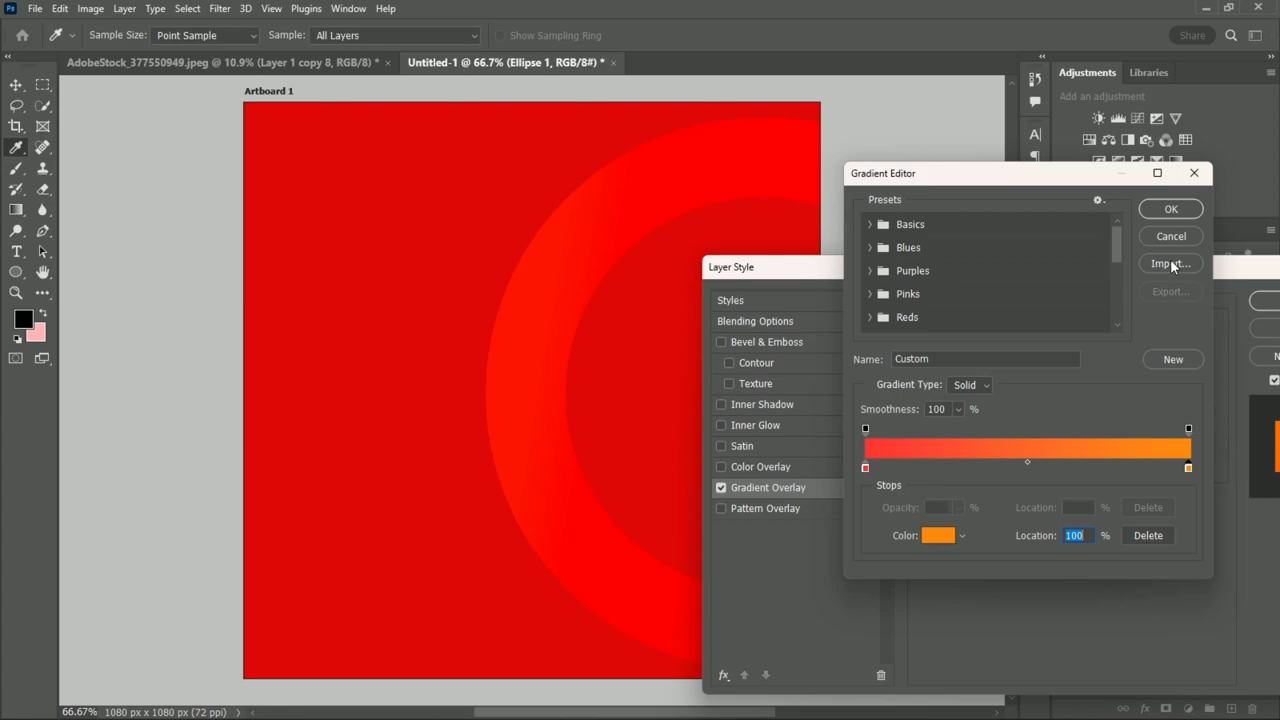 Ps File Edit Image Layer Type Select Filter 3D View Plugins Window Help
Sample Size: Point Sample Sample: All Layers Show Sampling Ring Share
AdobeStock_377550949.jpeg @ 10.9% (Layer 1 copy 8, RGB/8) * × Untitled-1 @ 66.7% (Ellipse 1, RGB/8#) * ×
Adjustments Libraries
Artboard 1
Add an adjustment
Gradient Editor
Presets
OK
Basics
Cancel
Blues
Import...
Purples
Export...
Pinks
Reds
Layer Style
Styles
Blending Options
Bevel & Emboss
Contour
Texture
Inner Shadow
Inner Glow
Satin
Color Overlay
Gradient Overlay
Pattern Overlay
Name: Custom New
Gradient Type: Solid
Smoothness: 100 %
Stops
Opacity: % Location: % Delete
Color: Location: 100 % Delete
fx
66.67% 1080 px x 1080 px (72 ppi)
fx